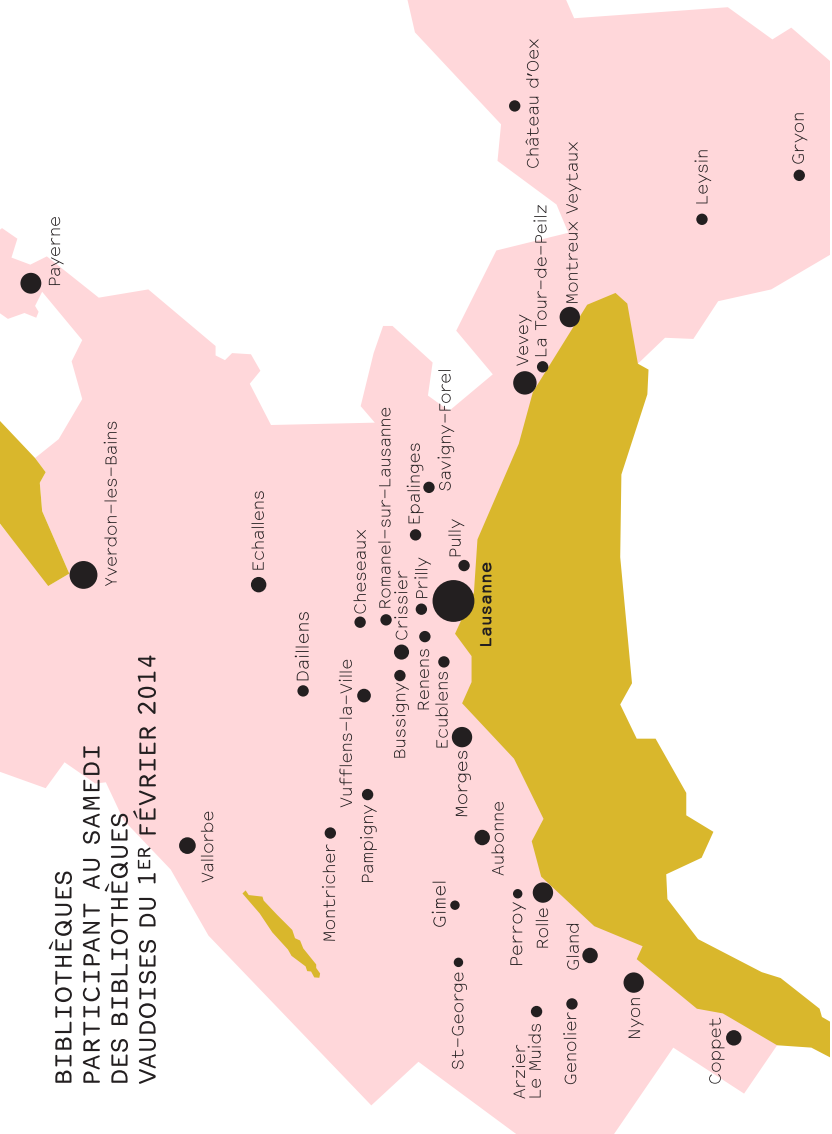 BIBLIOTHÈQUES
PARTICIPANT AU SAMEDI
DES BIBLIOTHÈQUES
VAUDOISES DU 1ER FÉVRIER 2014
Payerne
Yverdon-les-Bains
Vallorbe
Echallens
Daillens
Montricher
Vufflens-la-Ville
Pampigny
Cheseaux
Romanel-sur-Lausanne
Crissier
Bussigny
Epalinges
Savigny-Forel
Prilly
Renens
Ecublens
Pully
Lausanne
Morges
Aubonne
Gimel
St-George
Perroy
Rolle
Gland
Arzier
Le Muids
Genolier
Nyon
Coppet
Vevey
La Tour-de-Peilz
Montreux Veytaux
Château d'Oex
Leysin
Gryon